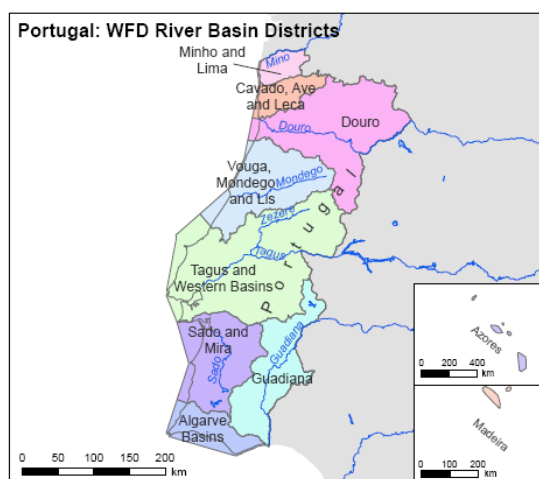 Portugal: WFD River Basin Districts
Minho and
Lima
Mino
Cavado, Ave
and Leca
Douro
Douro
Vouga,
Mondego
and Lis
Mondego
Zezere
Portugal
Tagus
Tagus and
Western Basins
Sado and
Mira
Sado
Guadiana
Guadiana
Algarve
Basins
0 50 100 150 200
km
Azores
0 200 400
km
Madeira
0 100 200
km